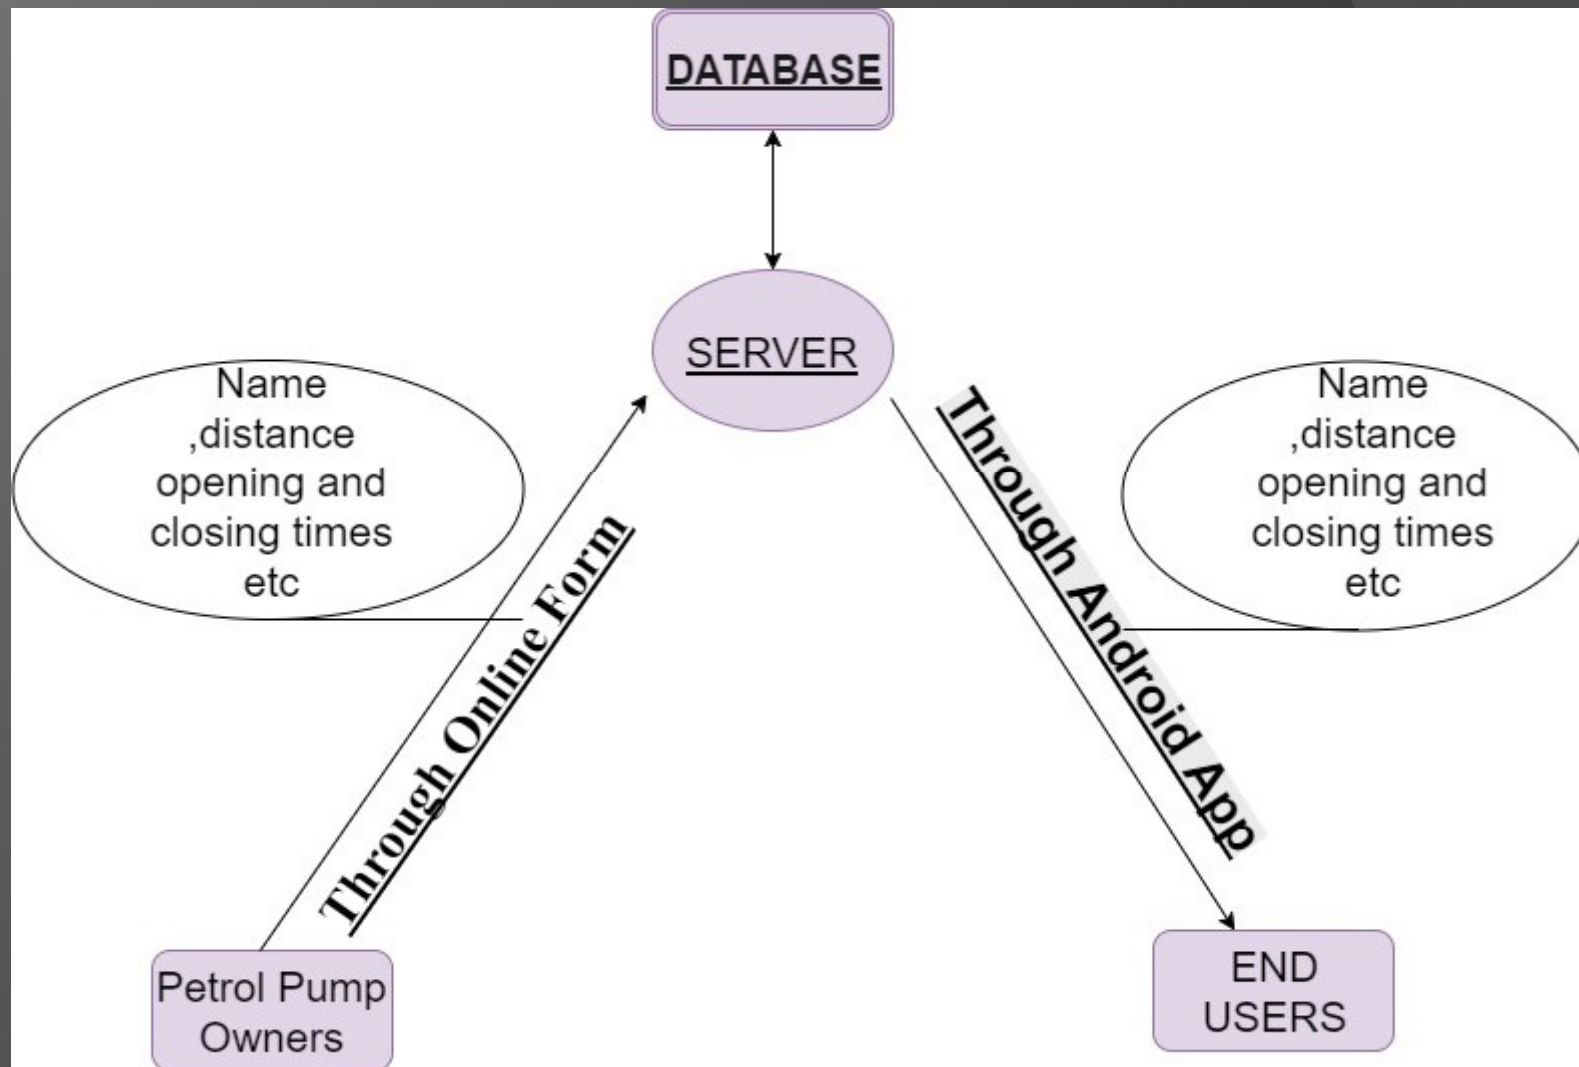 DATABASE
SERVER
Name
,distance
opening and
closing times
etc
Through Online Form
Through Android App
Name
,distance
opening and
closing times
etc
Petrol Pump
Owners
END
USERS